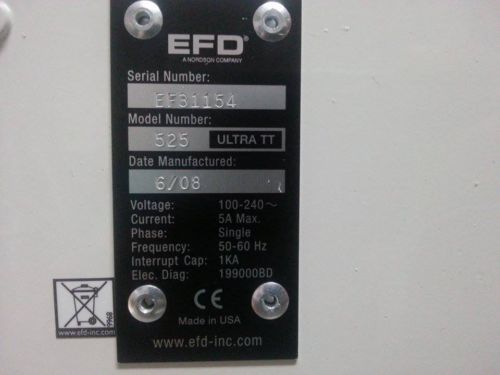 EFD®
A NORDSON COMPANY
Serial Number:
EF31154
Model Number:
525 ULTRA TT
Date Manufactured:
6/08
Voltage: 100-240~
Current: 5A Max.
Phase: Single
Frequency: 50-60 Hz
Interrupt Cap: 1KA
Elec. Diag: 199000BD
CE
Made in USA
www.efd-inc.com
8968
www.efd-inc.com